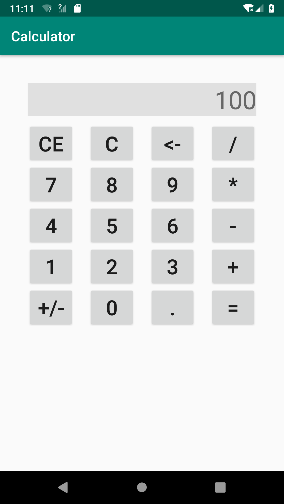 11:11
Calculator
100
CE C <- /
7 8 9 *
4 5 6 -
1 2 3 +
+/- 0 . =